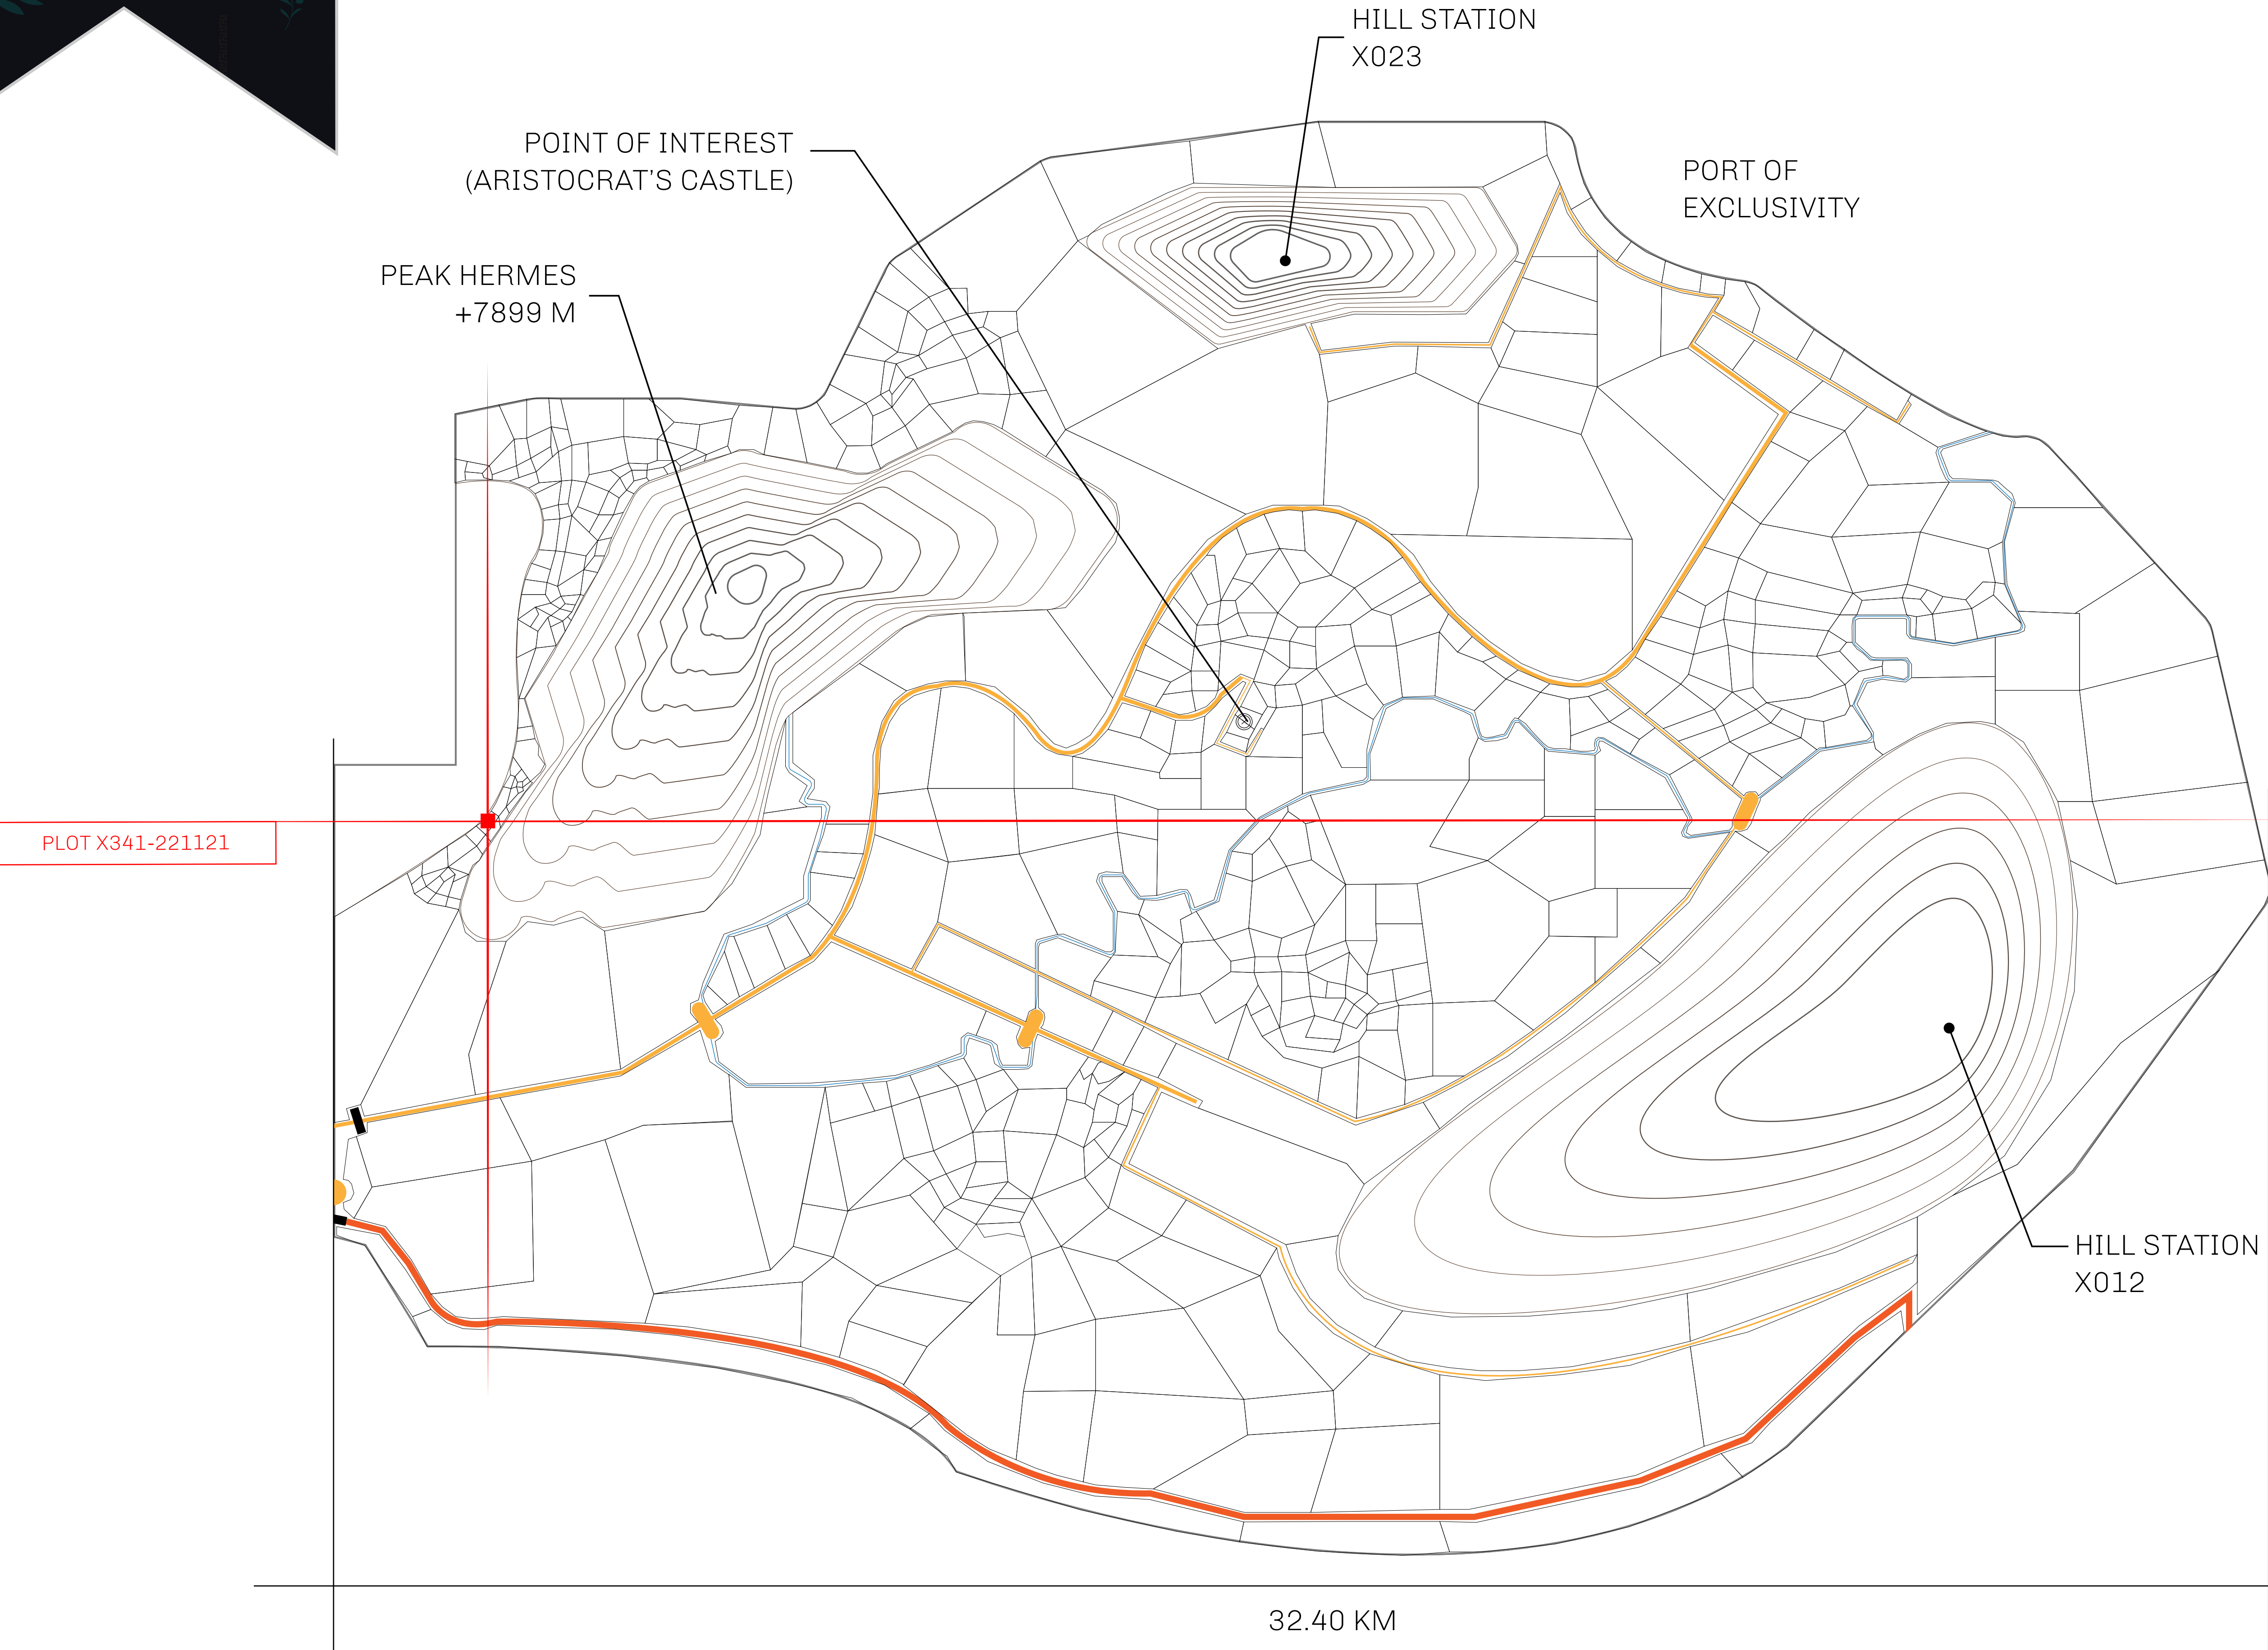 HILL STATION
X023
POINT OF INTEREST
(ARISTOCRAT'S CASTLE)
PORT OF
EXCLUSIVITY
PEAK HERMES
+7899 M
PLOT X341-221121
HILL STATION
X012
32.40 KM